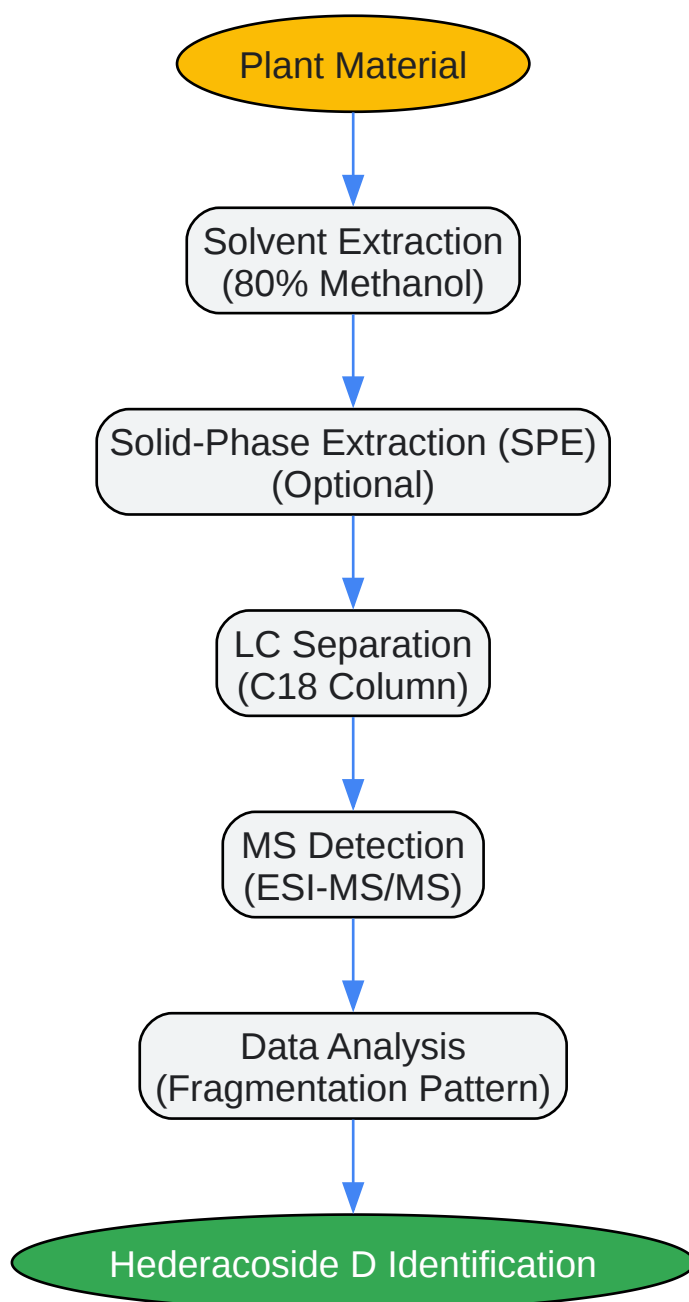 Plant Material
Solvent Extraction
(80% Methanol)
Solid-Phase Extraction (SPE)
(Optional)
LC Separation
(C18 Column)
MS Detection
(ESI-MS/MS)
Data Analysis
(Fragmentation Pattern)
Hederacoside D Identification